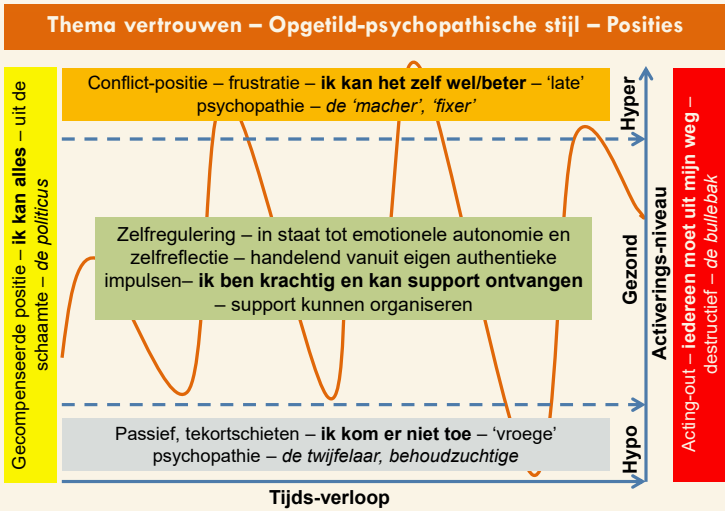 Thema vertrouwen – Opgetild-psychopathische stijl – Posities
Gecompenseerde positie – ik kan alles – uit de
schaamte – de politicus
Conflict-positie – frustratie – ik kan het zelf wel/beter – ‘late’
psychopathie – de ‘macher’, ‘fixer’
Zelfregulering – in staat tot emotionele autonomie en
zelfreflectie – handelend vanuit eigen authentieke
impulsen– ik ben krachtig en kan support ontvangen
– support kunnen organiseren
Passief, tekortschieten – ik kom er niet toe – ‘vroege’
psychopathie – de twijfelaar, behoudzuchtige
Hyper
Gezond
Hypo
Activerings-niveau
Acting-out – iedereen moet uit mijn weg –
destructief – de bullebak
Tijds-verloop